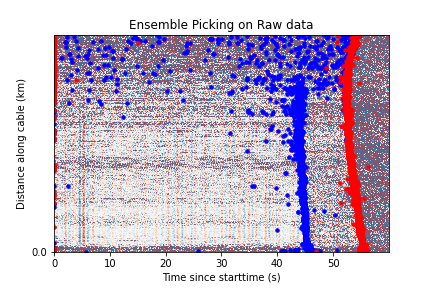 Ensemble Picking on Raw data
Distance along cable (km)
0.0
0 10 20 30 40 50
Time since starttime (s)